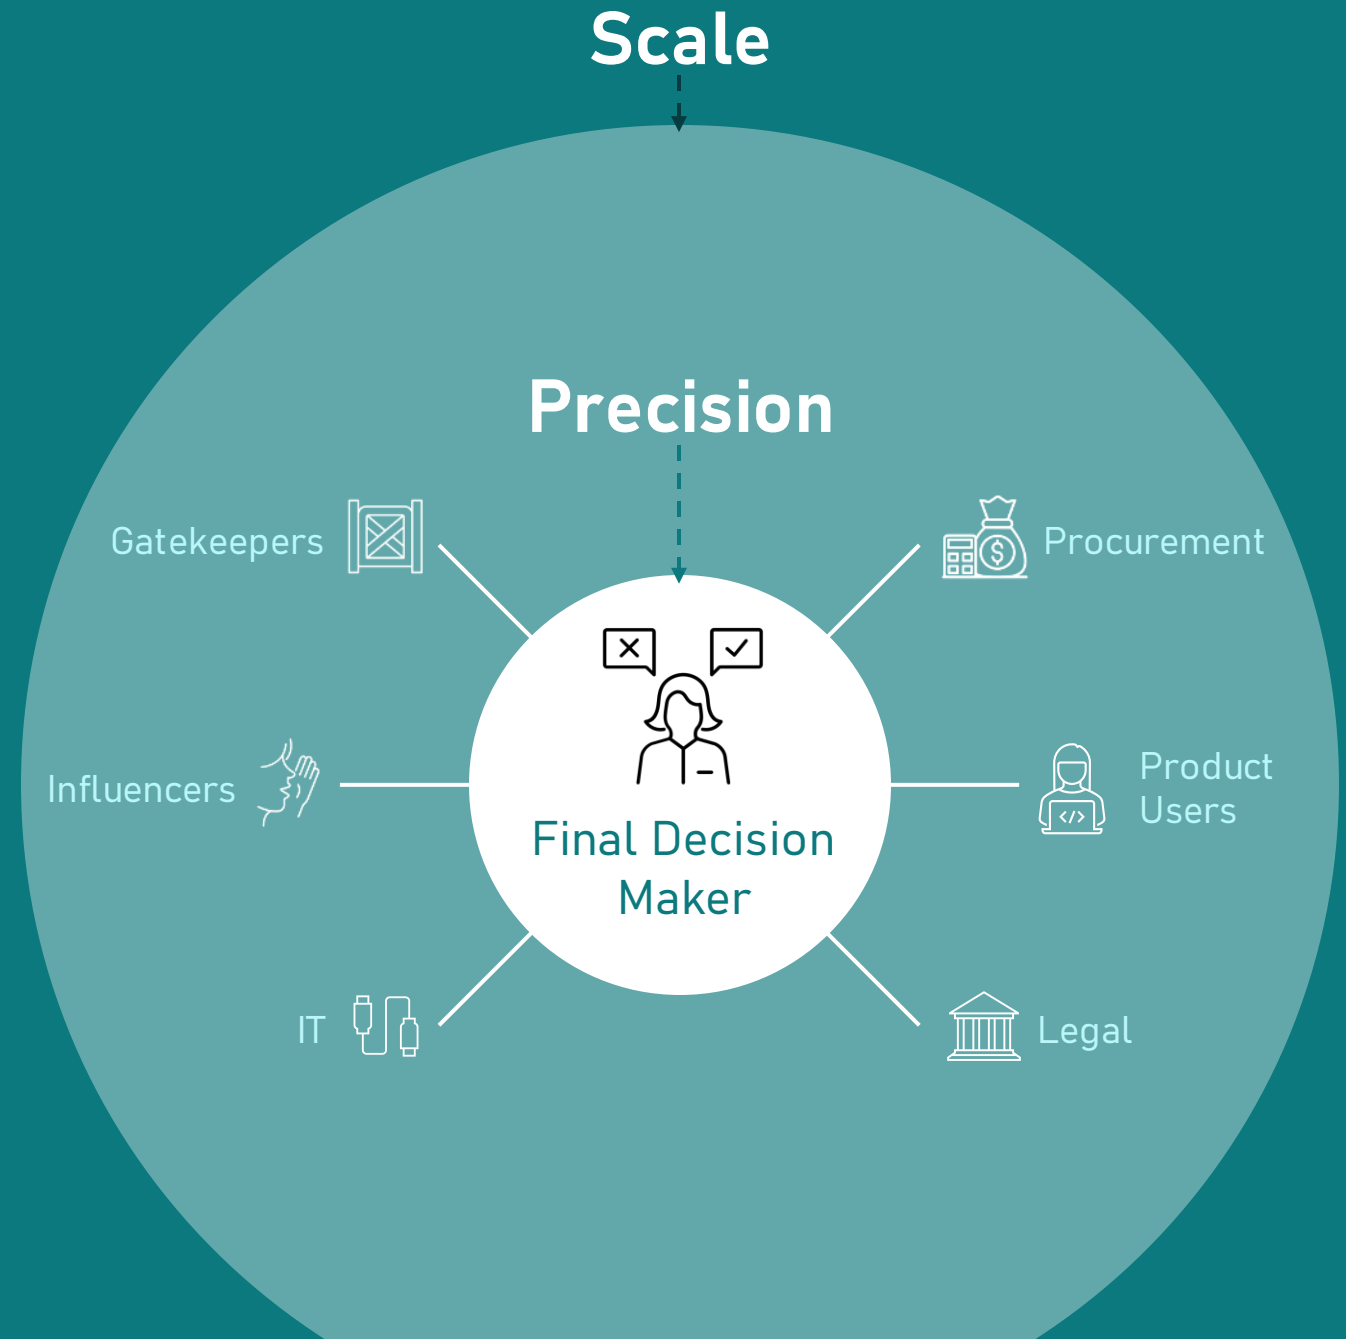 Scale
Precision
Gatekeepers
Procurement
Influencers
Product
Users
Final Decision
Maker
IT
Legal